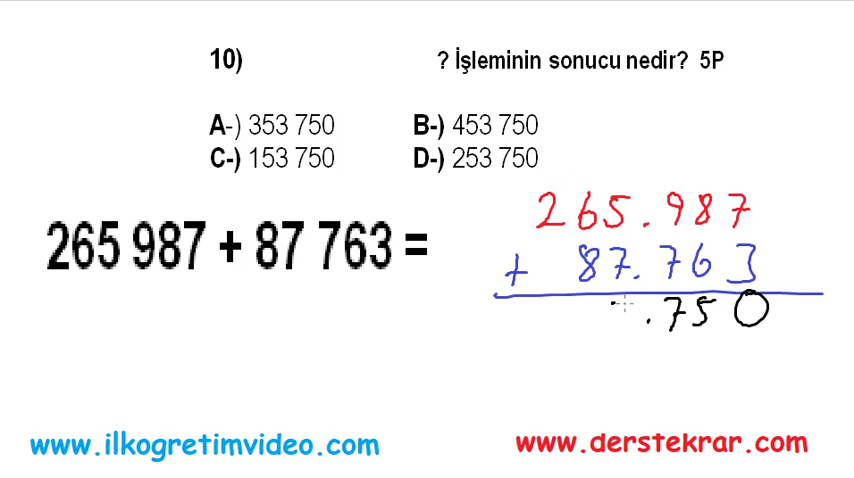 10) ? İşleminin sonucu nedir? 5P
A-) 353 750 B-) 453 750
C-) 153 750 D-) 253 750
265 987 + 87 763 =
265.987
+ 87.763
.750
www.ilkogretimvideo.com
www.derstekrar.com